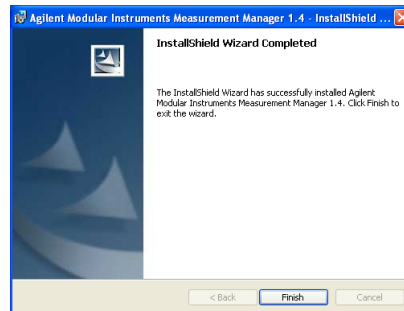 Agilent Modular Instruments Measurement Manager 1.4 - InstallShield ...
InstallShield Wizard Completed
The InstallShield Wizard has successfully installed Agilent
Modular Instruments Measurement Manager 1.4. Click Finish to
exit the wizard.
< Back Finish Cancel